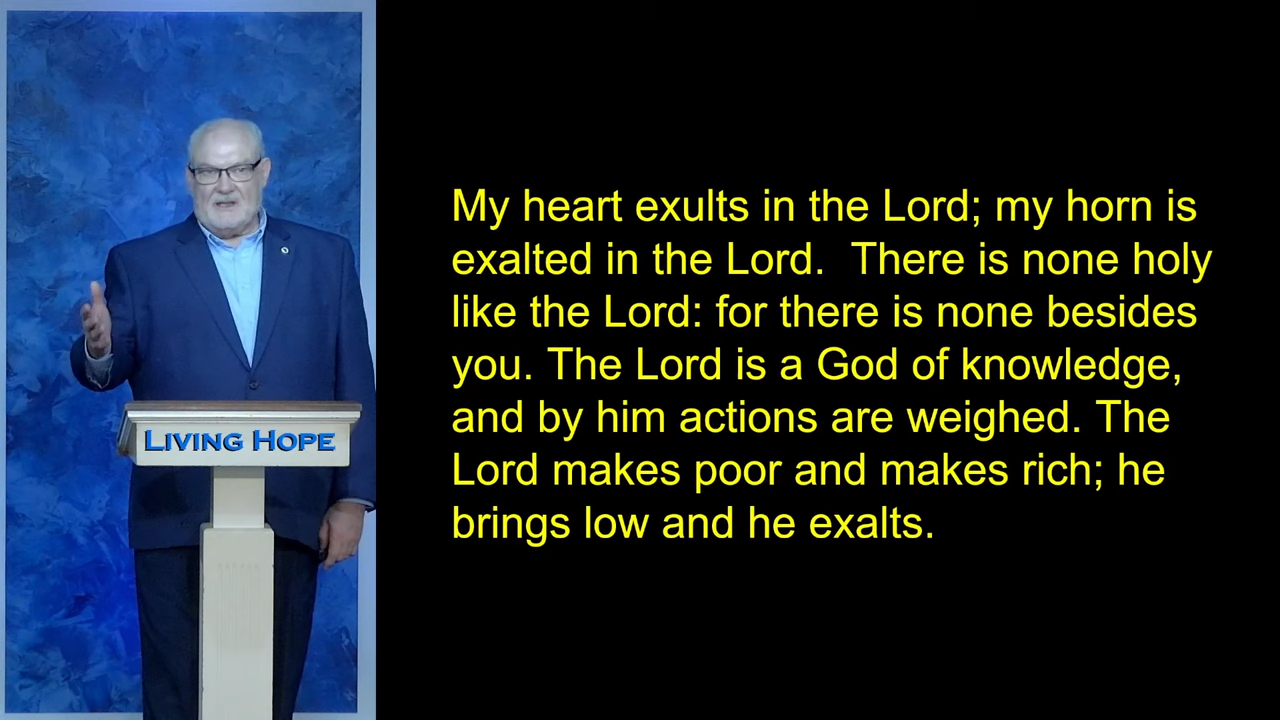 LIVING HOPE
My heart exults in the Lord; my horn is
exalted in the Lord.  There is none holy
like the Lord: for there is none besides
you. The Lord is a God of knowledge,
and by him actions are weighed. The
Lord makes poor and makes rich; he
brings low and he exalts.